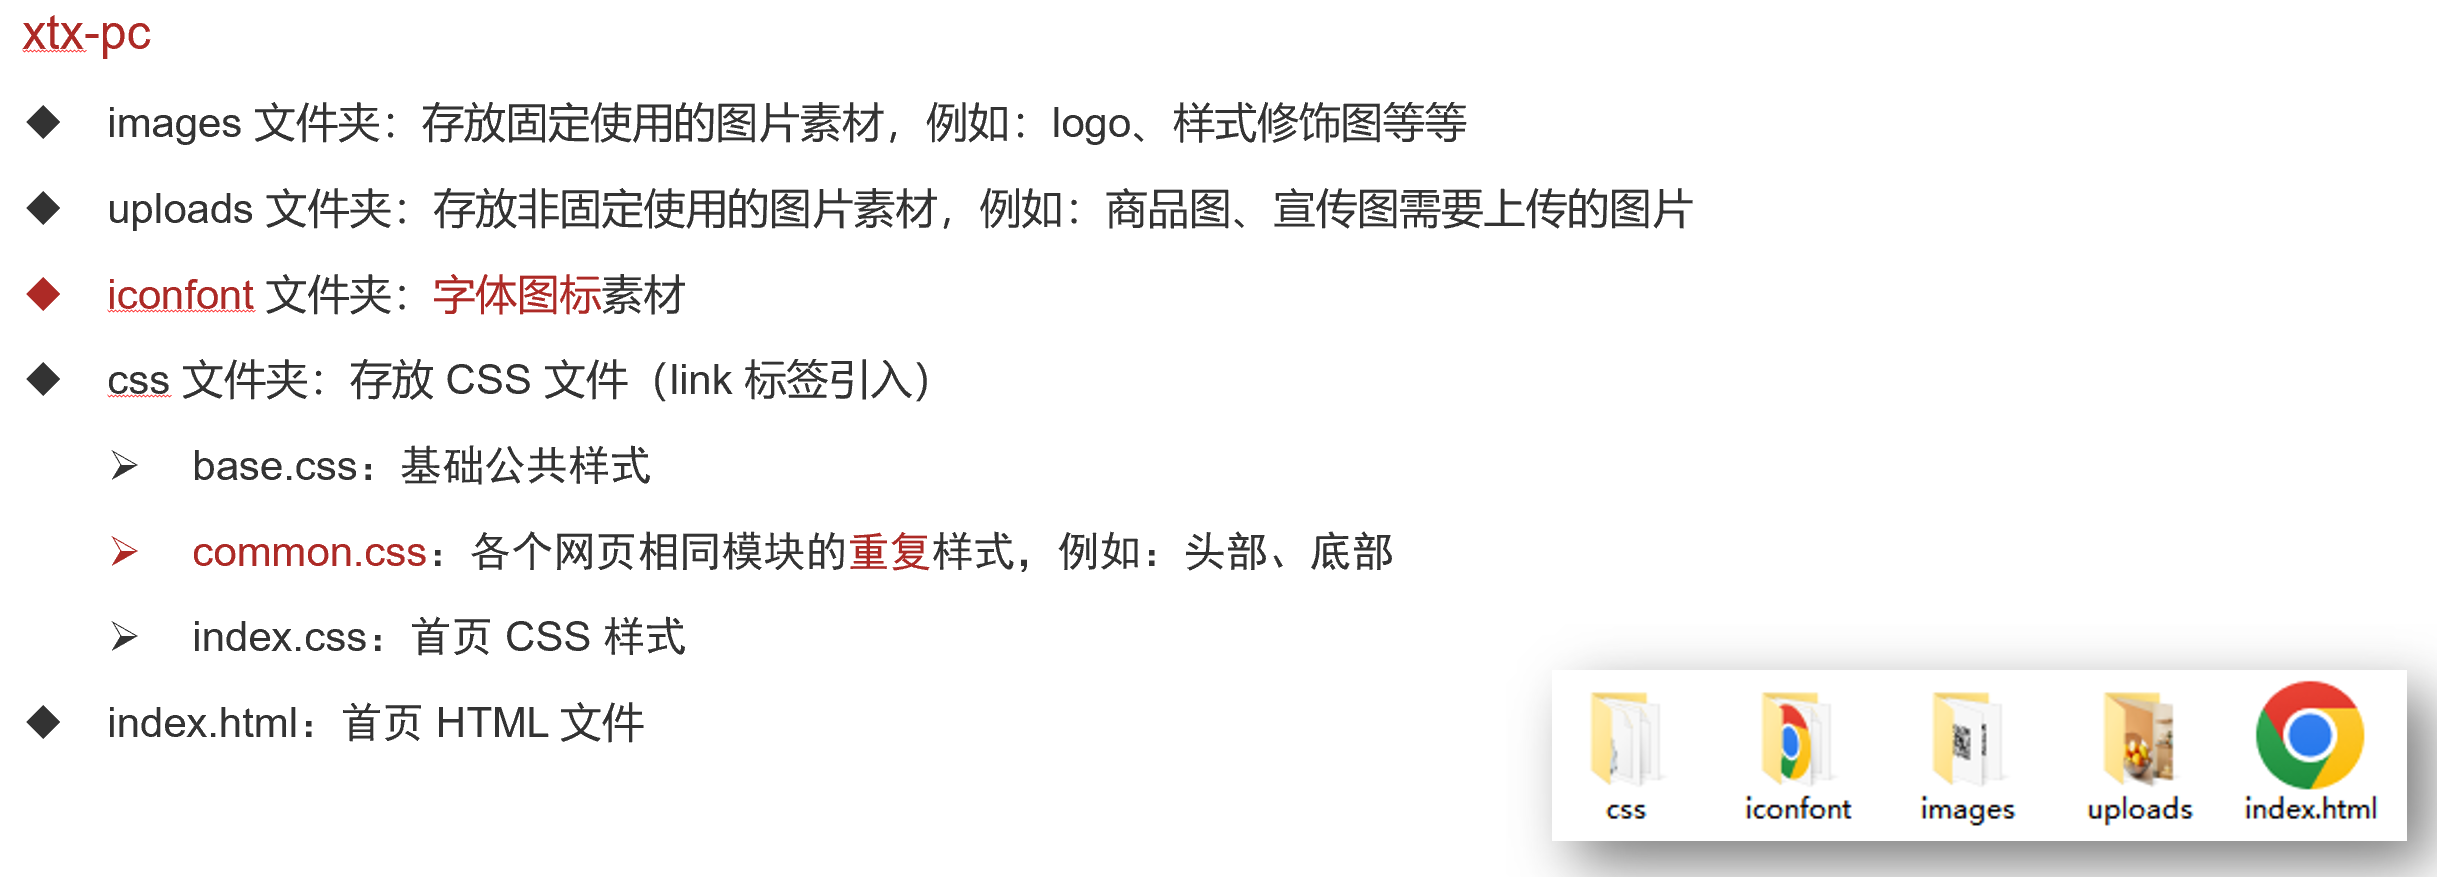 xtx-pc
images 文件夹：存放固定使用的图片素材，例如：logo、样式修饰图等等
uploads 文件夹：存放非固定使用的图片素材，例如：商品图、宣传图需要上传的图片
iconfont 文件夹：字体图标素材
css 文件夹：存放 CSS 文件（link 标签引入）
base.css：基础公共样式
common.css：各个网页相同模块的重复样式，例如：头部、底部
index.css：首页 CSS 样式
index.html：首页 HTML 文件
css iconfont images uploads index.html